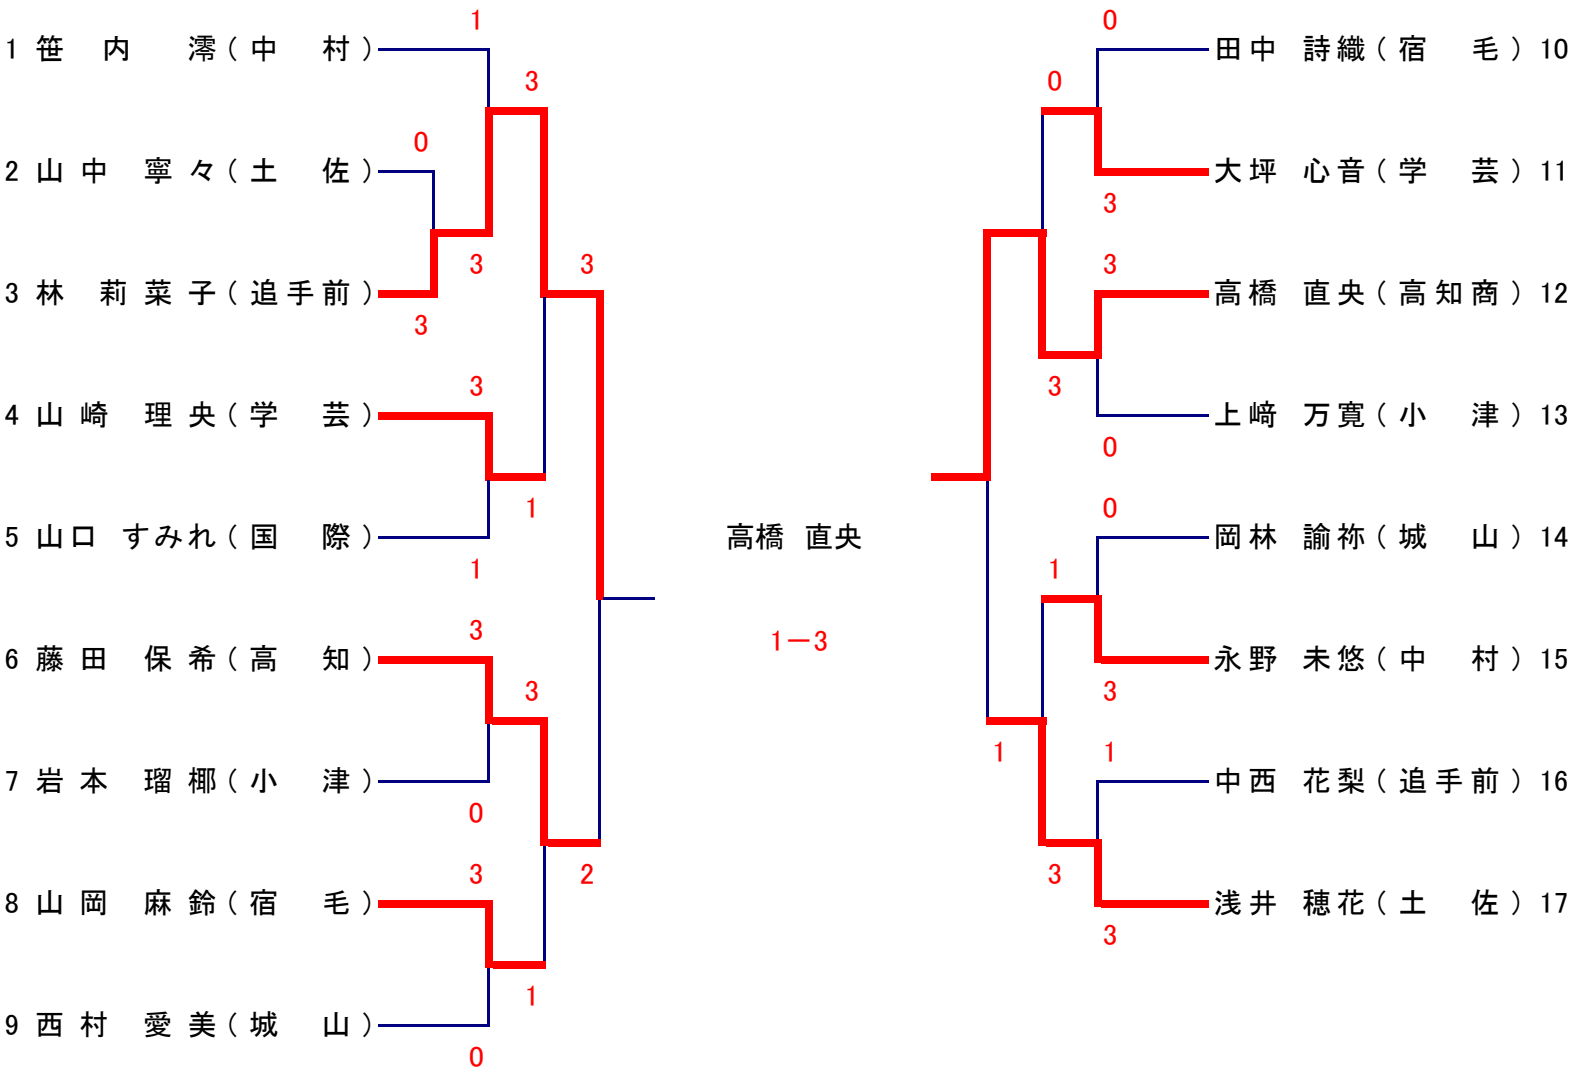 1 笹内 澪(中村)
2 山中 寧々(土佐)
3 林 莉菜子(追手前)
4 山崎 理央(学芸)
5 山口 すみれ(国際)
6 藤田 保希(高知)
7 岩本 瑠椰(小津)
8 山岡 麻鈴(宿毛)
9 西村 愛美(城山)
1
0
3
3
3
3
1
3
0
3
0
3
1
3
1
3
2
高橋 直央
1－3
田中 詩織(宿毛) 10
大坪 心音(学芸) 11
高橋 直央(高知商) 12
上﨑 万寛(小津) 13
岡林 諭祢(城山) 14
永野 未悠(中村) 15
中西 花梨(追手前) 16
浅井 穂花(土佐) 17
0
3
3
0
0
3
1
3
0
3
1
3
1